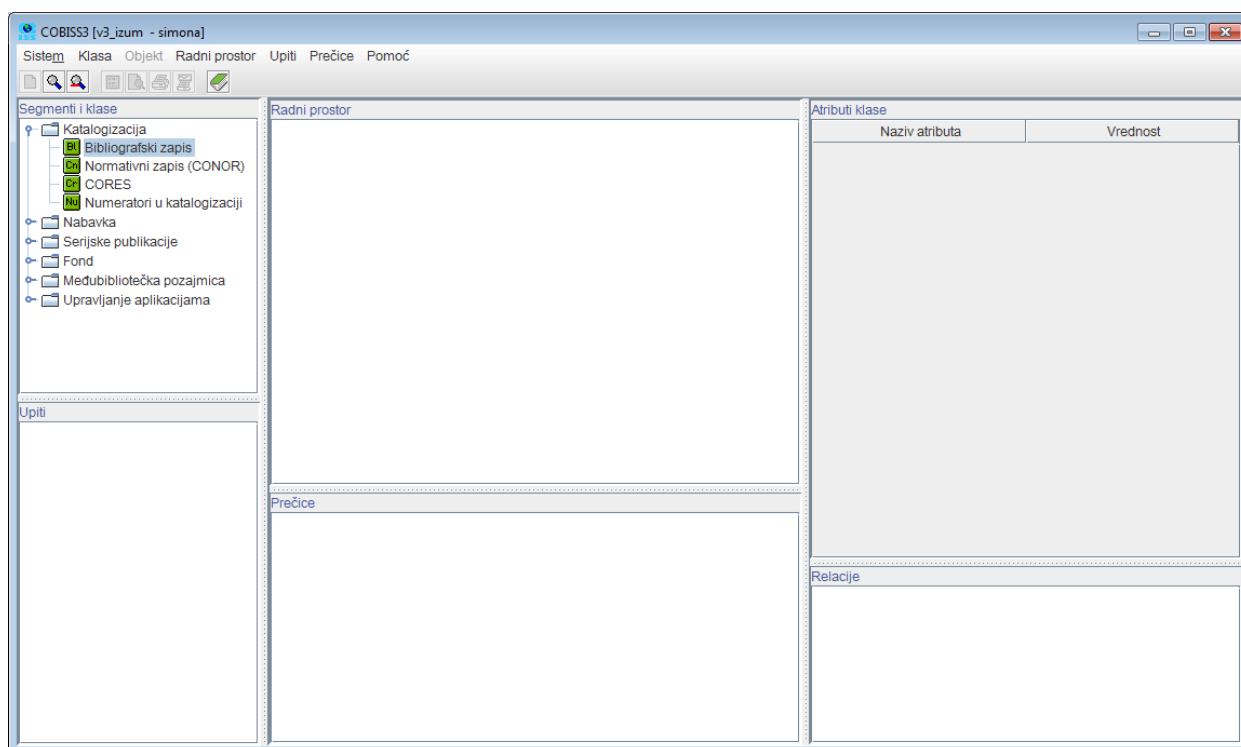 COBISS3 [v3_izum - simona]
Sistem Klasa Objekt Radni prostor Upiti Prečice Pomoć
Segmenti i klase
Katalogizacija
BI Bibliografski zapis
Cn Normativni zapis (CONOR)
Cr CORES
Nu Numeratori u katalogizaciji
Nabavka
Serijske publikacije
Fond
Međubibliotečka pozajmica
Upravljanje aplikacijama
Upiti
Radni prostor
Prečice
Atributi klase
Naziv atributa Vrednost
Relacije